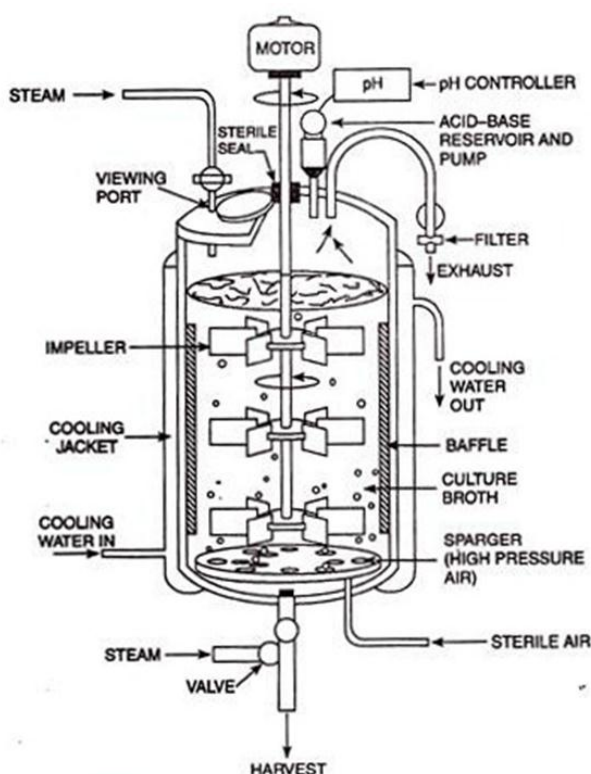 MOTOR
pH
pH CONTROLLER
STEAM
ACID-BASE
RESERVOIR AND
PUMP
STERILE
SEAL
VIEWING
PORT
FILTER
EXHAUST
IMPELLER
COOLING
WATER
OUT
COOLING
JACKET
BAFFLE
CULTURE
BROTH
COOLING
WATER IN
SPARGER
(HIGH PRESSURE
AIR)
STERILE AIR
STEAM
VALVE
HARVEST